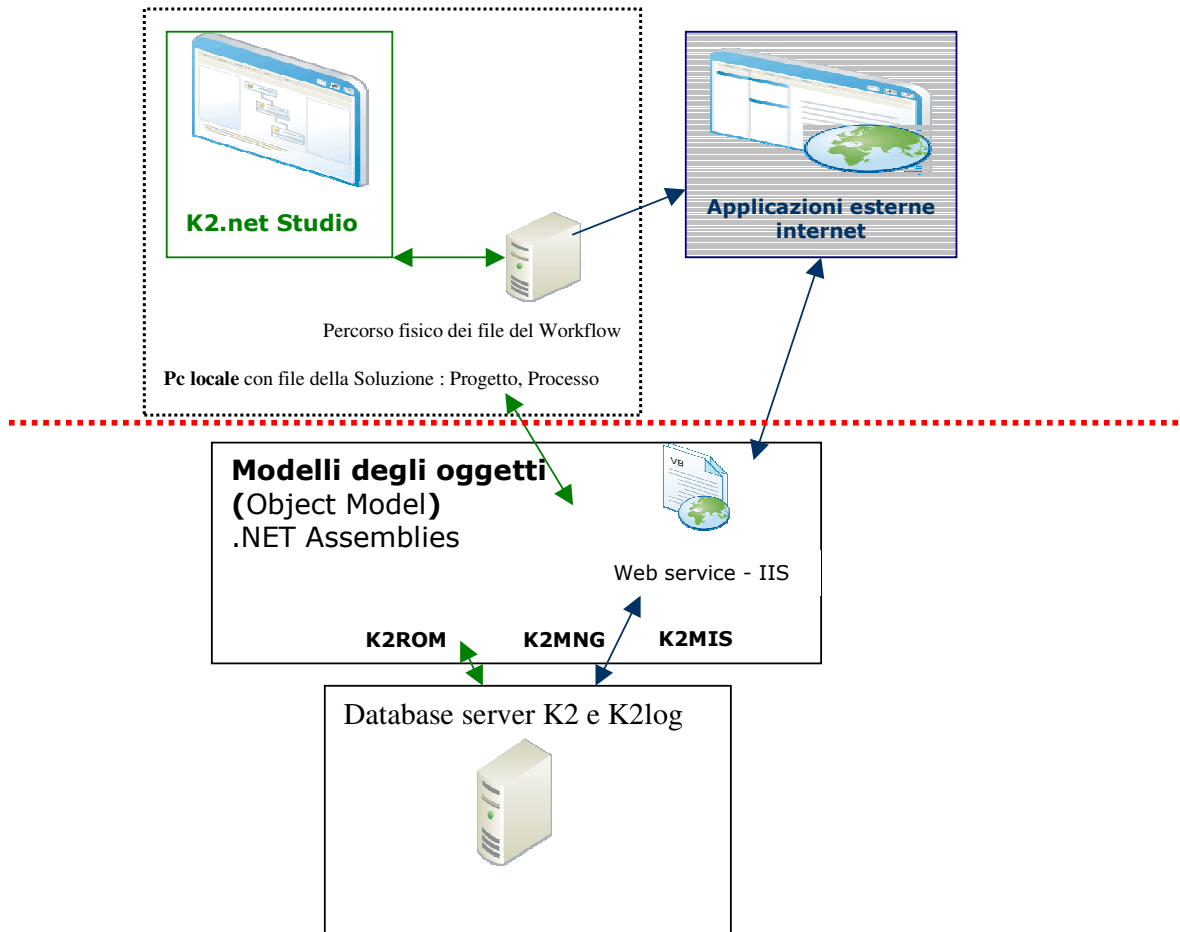 K2.net Studio
Applicazioni esterne
internet
Percorso fisico dei file del Workflow
Pc locale con file della Soluzione : Progetto, Processo
Modelli degli oggetti
(Object Model)
.NET Assemblies
VB
Web service - IIS
K2ROM K2MNG K2MIS
Database server K2 e K2log